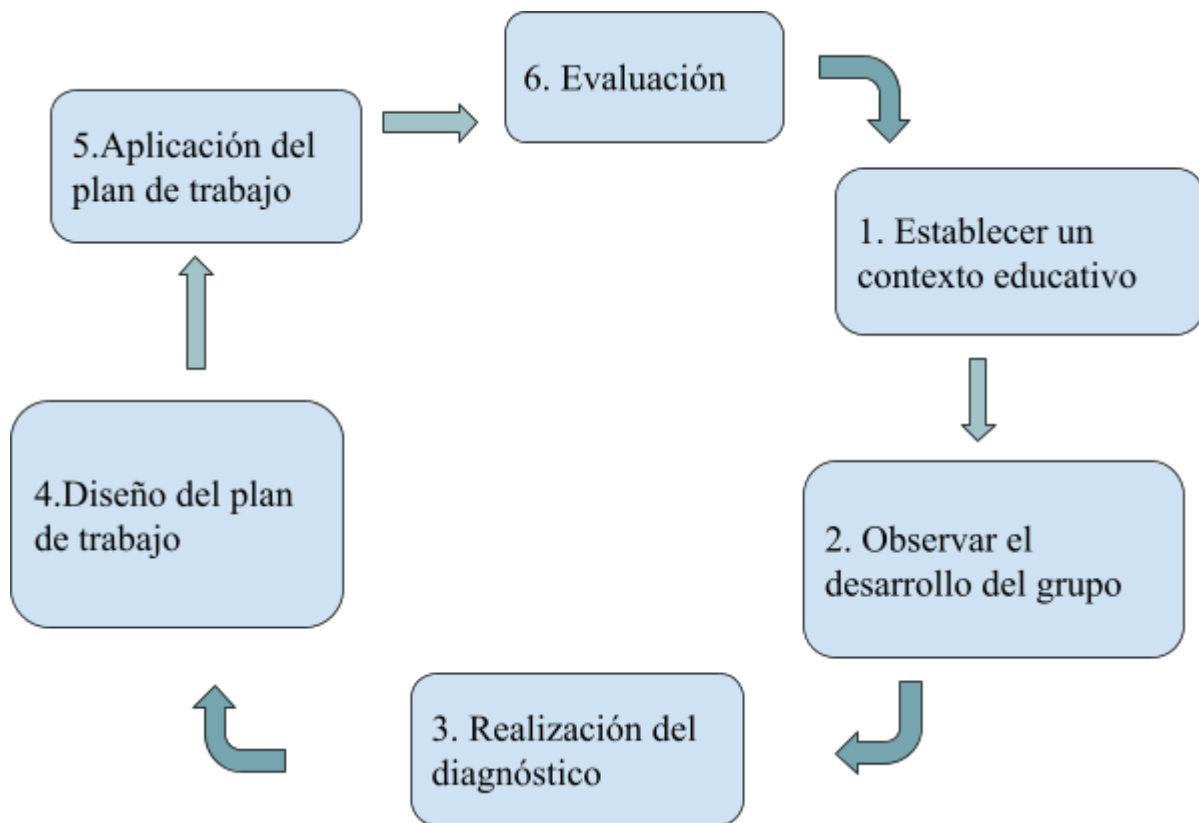 6. Evaluación
5.Aplicación del
plan de trabajo
1. Establecer un
contexto educativo
4.Diseño del plan
de trabajo
2. Observar el
desarrollo del grupo
3. Realización del
diagnóstico